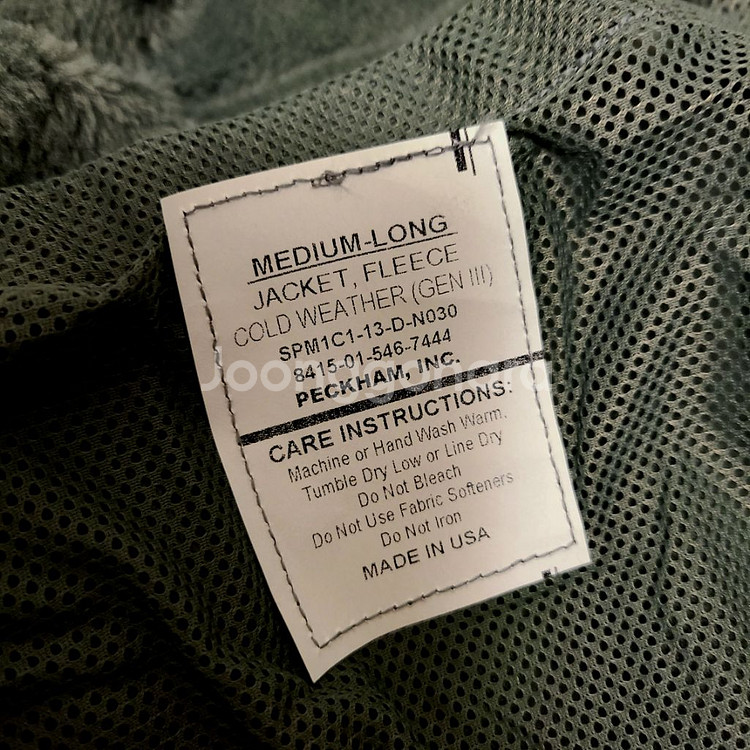 MEDIUM-LONG
JACKET, FLEECE
COLD WEATHER (GEN III)
SPM1C1-13-D-N030
8415-01-546-7444
PECKHAM, INC.
CARE INSTRUCTIONS:
Machine or Hand Wash Warm.
Tumble Dry Low or Line Dry
Do Not Bleach
Do Not Use Fabric Softeners
Do Not Iron
MADE IN USA
Joonggonara